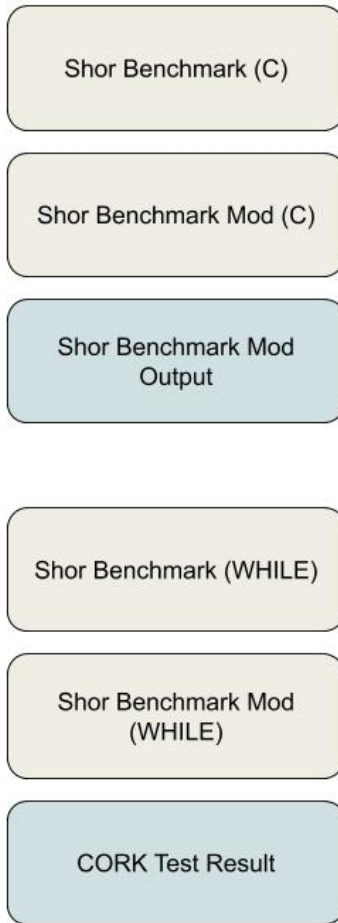 Shor Benchmark (C)
Shor Benchmark Mod (C)
Shor Benchmark Mod
Output
Shor Benchmark (WHILE)
Shor Benchmark Mod
(WHILE)
CORK Test Result